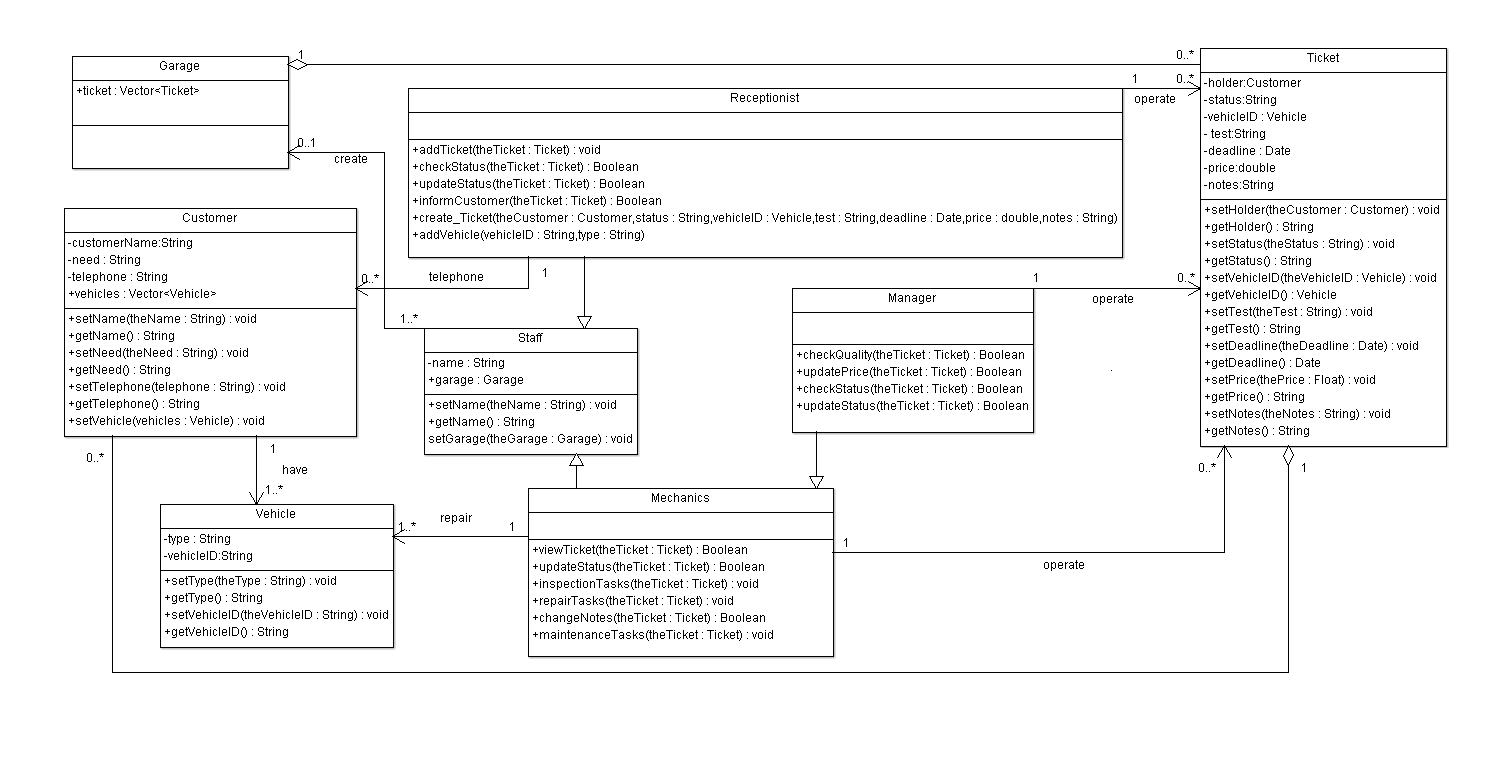 Garage
+ticket : Vector<Ticket>
1
0..*
Ticket
-holder:Customer
-status:String
-vehicleID : Vehicle
- test:String
-deadline : Date
-price:double
-notes:String
+setHolder(theCustomer : Customer) : void
+getHolder() : String
+setStatus(theStatus : String) : void
+getStatus() : String
+setVehicleID(theVehicleID : Vehicle) : void
+getVehicleID() : Vehicle
+setTest(theTest : String) : void
+getTest() : String
+setDeadline(theDeadline : Date) : void
+getDeadline() : Date
+setPrice(thePrice : Float) : void
+getPrice() : String
+setNotes(theNotes : String) : void
+getNotes() : String
Receptionist
+addTicket(theTicket : Ticket) : void
+checkStatus(theTicket : Ticket) : Boolean
+updateStatus(theTicket : Ticket) : Boolean
+informCustomer(theTicket : Ticket) : Boolean
+create_Ticket(theCustomer : Customer,status : String,vehicleID : Vehicle,test : String,deadline : Date,price : double,notes : String)
+addVehicle(vehicleID : String,type : String)
1
0..*
operate
0..1
create
1..*
Customer
-customerName:String
-need : String
-telephone : String
+vehicles : Vector<Vehicle>
+setName(theName : String) : void
+getName() : String
+setNeed(theNeed : String) : void
+getNeed() : String
+setTelephone(telephone : String) : void
+getTelephone() : String
+setVehicle(vehicles : Vehicle) : void
0..*
telephone
1
Staff
-name : String
+garage : Garage
+setName(theName : String) : void
+getName() : String
setGarage(theGarage : Garage) : void
Manager
+checkQuality(theTicket : Ticket) : Boolean
+updatePrice(theTicket : Ticket) : Boolean
+checkStatus(theTicket : Ticket) : Boolean
+updateStatus(theTicket : Ticket) : Boolean
1
0..*
operate
0..*
1
have
1..*
0..*
1
Vehicle
-type : String
-vehicleID:String
+setType(theType : String) : void
+getType() : String
+setVehicleID(theVehicleID : String) : void
+getVehicleID() : String
1..*
repair
1
Mechanics
+viewTicket(theTicket : Ticket) : Boolean
+updateStatus(theTicket : Ticket) : Boolean
+inspectionTasks(theTicket : Ticket) : void
+repairTasks(theTicket : Ticket) : void
+changeNotes(theTicket : Ticket) : Boolean
+maintenanceTasks(theTicket : Ticket) : void
1
operate